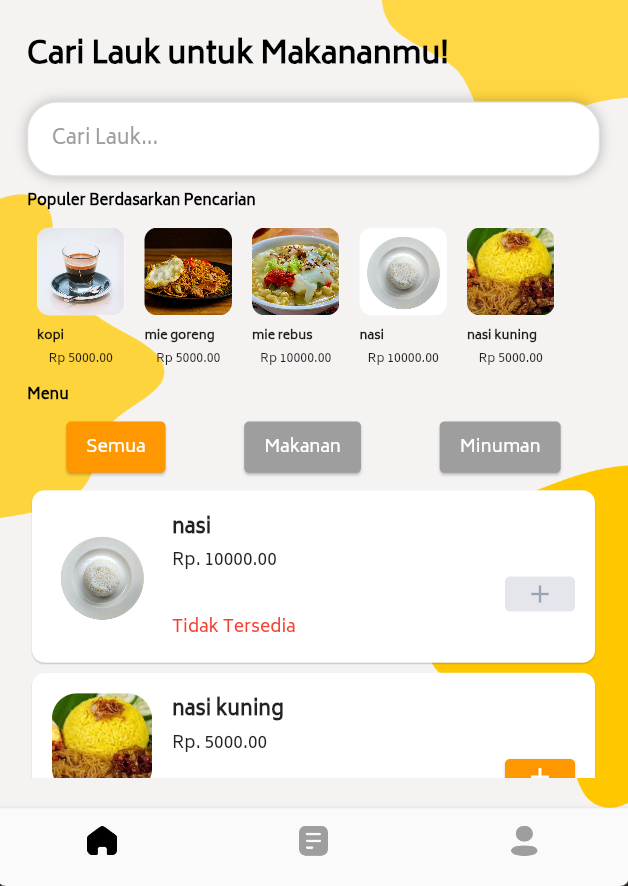 Cari Lauk untuk Makananmu!
Cari Lauk...
Populer Berdasarkan Pencarian
kopi
Rp 5000.00
mie goreng
Rp 5000.00
mie rebus
Rp 10000.00
nasi
Rp 10000.00
nasi kuning
Rp 5000.00
Menu
Semua
Makanan
Minuman
nasi
Rp. 10000.00
Tidak Tersedia
nasi kuning
Rp. 5000.00